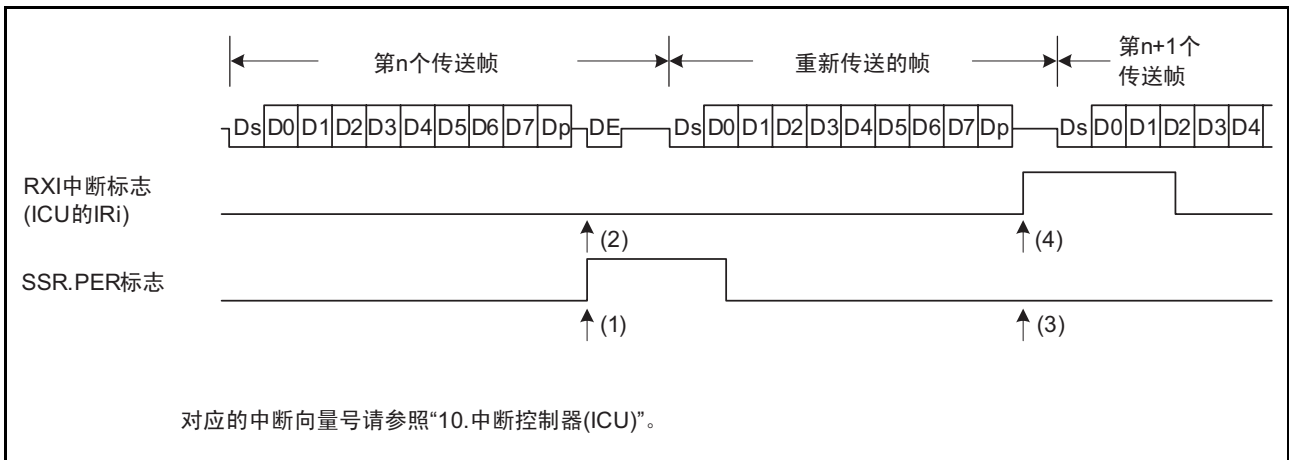 第n个传送帧
重新传送的帧
第n+1个
传送帧
Ds D0 D1 D2 D3 D4 D5 D6 D7 Dp DE Ds D0 D1 D2 D3 D4 D5 D6 D7 Dp Ds D0 D1 D2 D3 D4
RXI中断标志
(ICU的IRi)
(2)
(4)
SSR.PER标志
(1)
(3)
对应的中断向量号请参照“10.中断控制器(ICU)”。